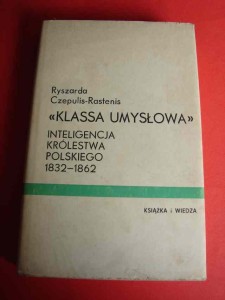 Ryszarda
Czepulis-Rastenis
«KLASSA UMYSŁOWA»
INTELIGENCJA
KRÓLESTWA
POLSKIEGO
1832–1862
KSIĄŻKA i WIEDZA